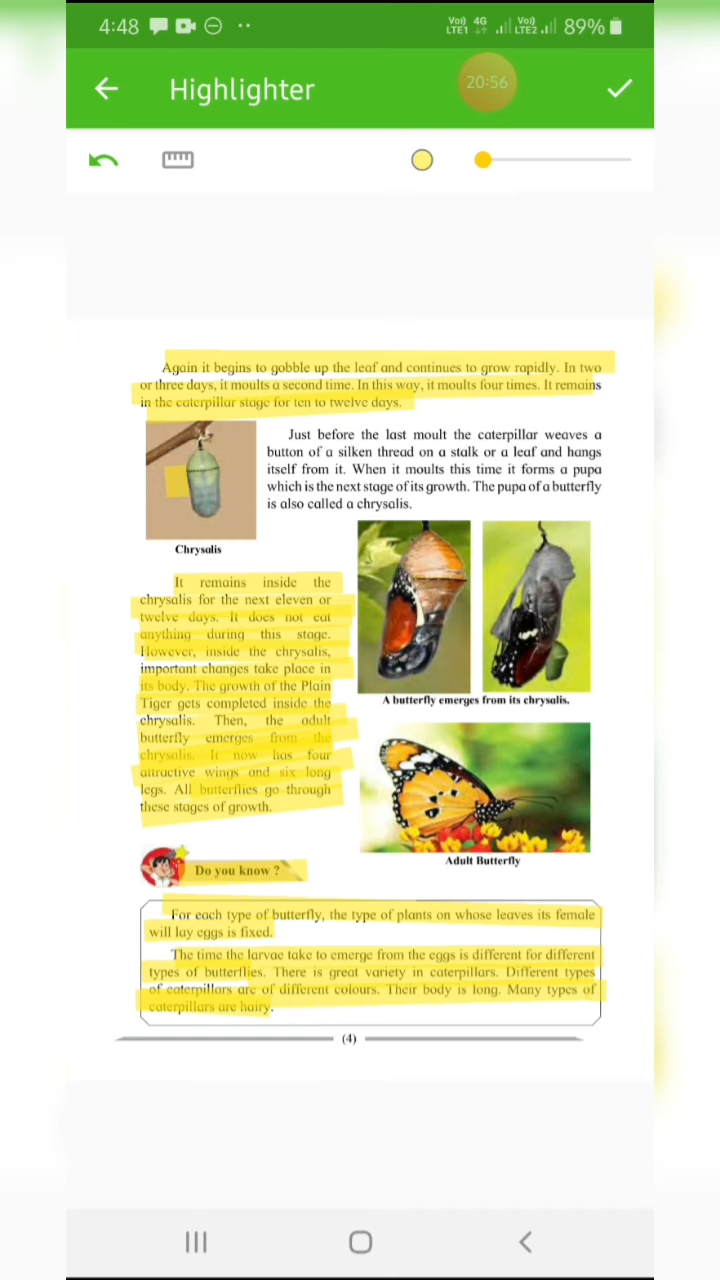 4:48
Vo)) 4G
LTE1
Vo))
LTE2
89%
Highlighter
20:56
Again it begins to gobble up the leaf and continues to grow rapidly. In two
or three days, it moults a second time. In this way, it moults four times. It remains
in the caterpillar stage for ten to twelve days.
Just before the last moult the caterpillar weaves a
button of a silken thread on a stalk or a leaf and hangs
itself from it. When it moults this time it forms a pupa
which is the next stage of its growth. The pupa of a butterfly
is also called a chrysalis.
Chrysalis
It remains inside the
chrysalis for the next eleven or
twelve days. It does not eat
anything during this stage.
However, inside the chrysalis,
important changes take place in
its body. The growth of the Plain
Tiger gets completed inside the
chrysalis. Then, the adult
butterfly emerges from the
chrysalis. It now has four
attractive wings and six long
legs. All butterflies go through
these stages of growth.
A butterfly emerges from its chrysalis.
Adult Butterfly
Do you know ?
For each type of butterfly, the type of plants on whose leaves its female
will lay eggs is fixed.
The time the larvae take to emerge from the eggs is different for different
types of butterflies. There is great variety in caterpillars. Different types
of caterpillars are of different colours. Their body is long. Many types of
caterpillars are hairy.
(4)